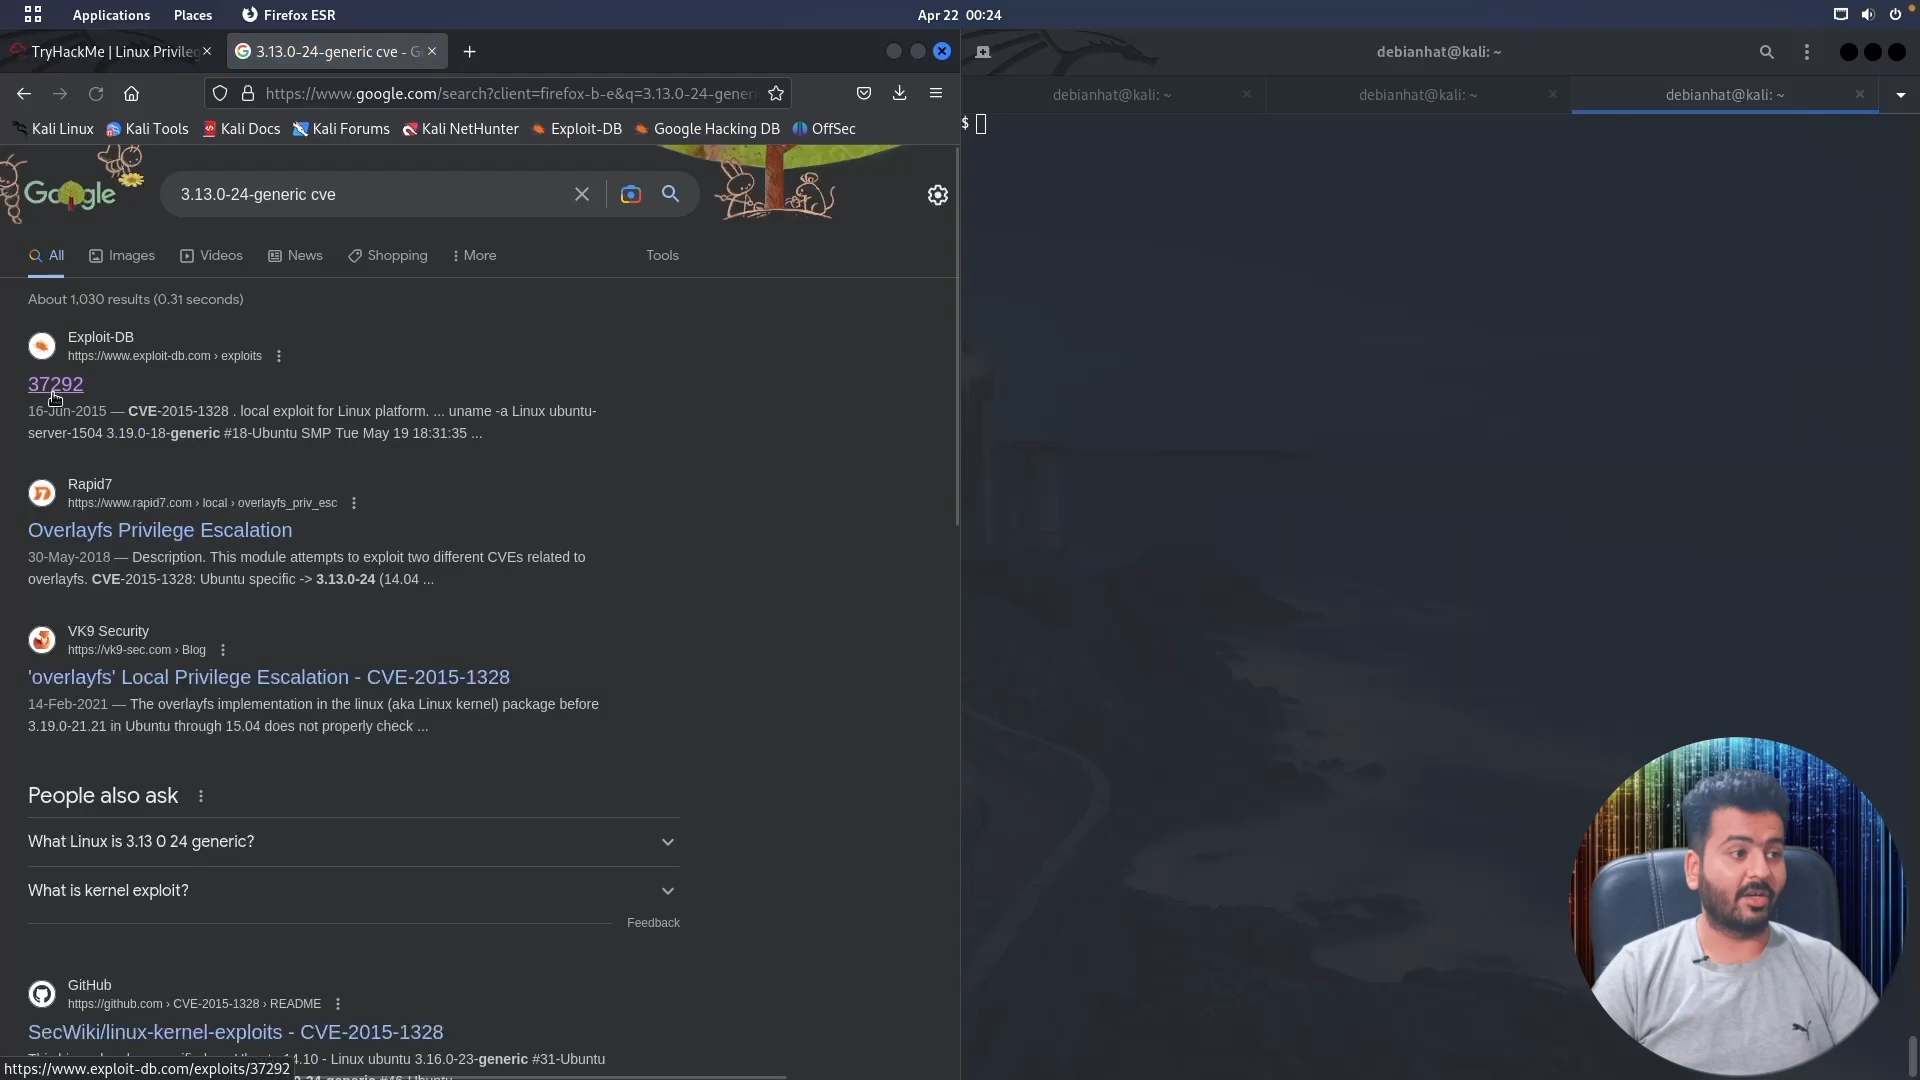 Applications Places Firefox ESR Apr 22 00:24
TryHackMe | Linux Privile
3.13.0-24-generic cve - G
debianhat@kali: ~
https://www.google.com/search?client=firefox-b-e&q=3.13.0-24-gener
debianhat@kali: ~ debianhat@kali: ~ debianhat@kali: ~
Kali Linux Kali Tools Kali Docs Kali Forums Kali NetHunter Exploit-DB Google Hacking DB OffSec
$
Google
3.13.0-24-generic cve
All Images Videos News Shopping More Tools
About 1,030 results (0.31 seconds)
Exploit-DB
https://www.exploit-db.com › exploits
37292
16-Jun-2015 — CVE-2015-1328 . local exploit for Linux platform. ... uname -a Linux ubuntu-
server-1504 3.19.0-18-generic #18-Ubuntu SMP Tue May 19 18:31:35 ...
Rapid7
https://www.rapid7.com › local › overlayfs_priv_esc
Overlayfs Privilege Escalation
30-May-2018 — Description. This module attempts to exploit two different CVEs related to
overlayfs. CVE-2015-1328: Ubuntu specific -> 3.13.0-24 (14.04 ...
VK9 Security
https://vk9-sec.com › Blog
'overlayfs' Local Privilege Escalation - CVE-2015-1328
14-Feb-2021 — The overlayfs implementation in the linux (aka Linux kernel) package before
3.19.0-21.21 in Ubuntu through 15.04 does not properly check ...
People also ask
What Linux is 3.13 0 24 generic?
What is kernel exploit?
Feedback
GitHub
https://github.com › CVE-2015-1328 › README
SecWiki/linux-kernel-exploits - CVE-2015-1328
14.10 - Linux ubuntu 3.16.0-23-generic #31-Ubuntu
https://www.exploit-db.com/exploits/37292